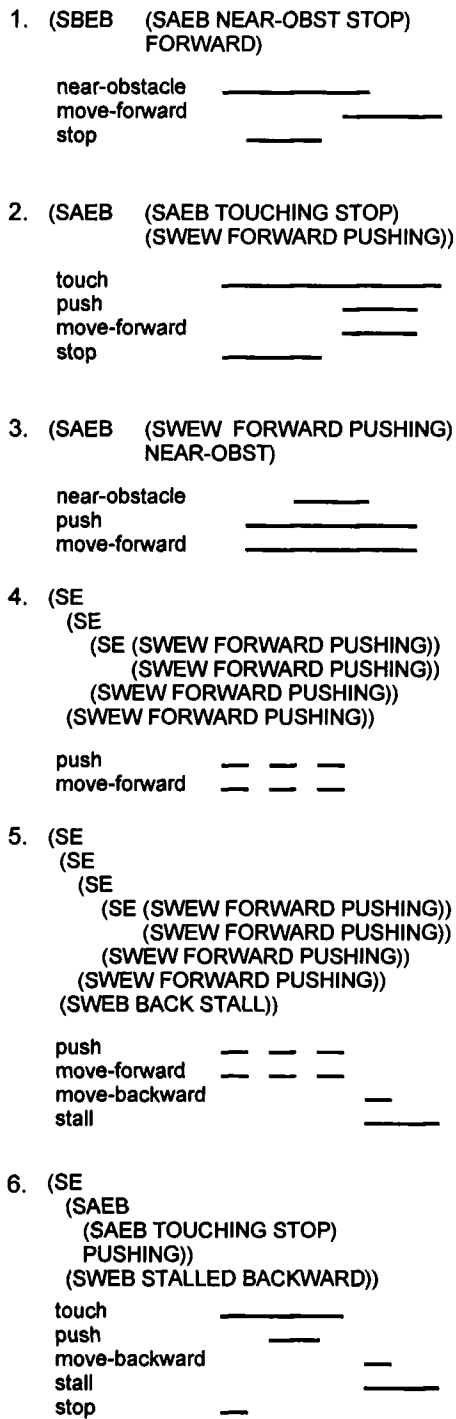 1. (SBEB (SAEB NEAR-OBST STOP)
FORWARD)
near-obstacle
move-forward
stop
2. (SAEB (SAEB TOUCHING STOP)
(SWEW FORWARD PUSHING))
touch
push
move-forward
stop
3. (SAEB (SWEW FORWARD PUSHING)
NEAR-OBST)
near-obstacle
push
move-forward
4. (SE
(SE
(SE (SWEW FORWARD PUSHING))
(SWEW FORWARD PUSHING))
(SWEW FORWARD PUSHING))
(SWEW FORWARD PUSHING))
push
move-forward
5. (SE
(SE
(SE
(SE (SWEW FORWARD PUSHING))
(SWEW FORWARD PUSHING))
(SWEW FORWARD PUSHING))
(SWEW FORWARD PUSHING))
(SWEB BACK STALL))
push
move-forward
move-backward
stall
6. (SE
(SAEB
(SAEB TOUCHING STOP)
PUSHING))
(SWEB STALLED BACKWARD))
touch
push
move-backward
stall
stop